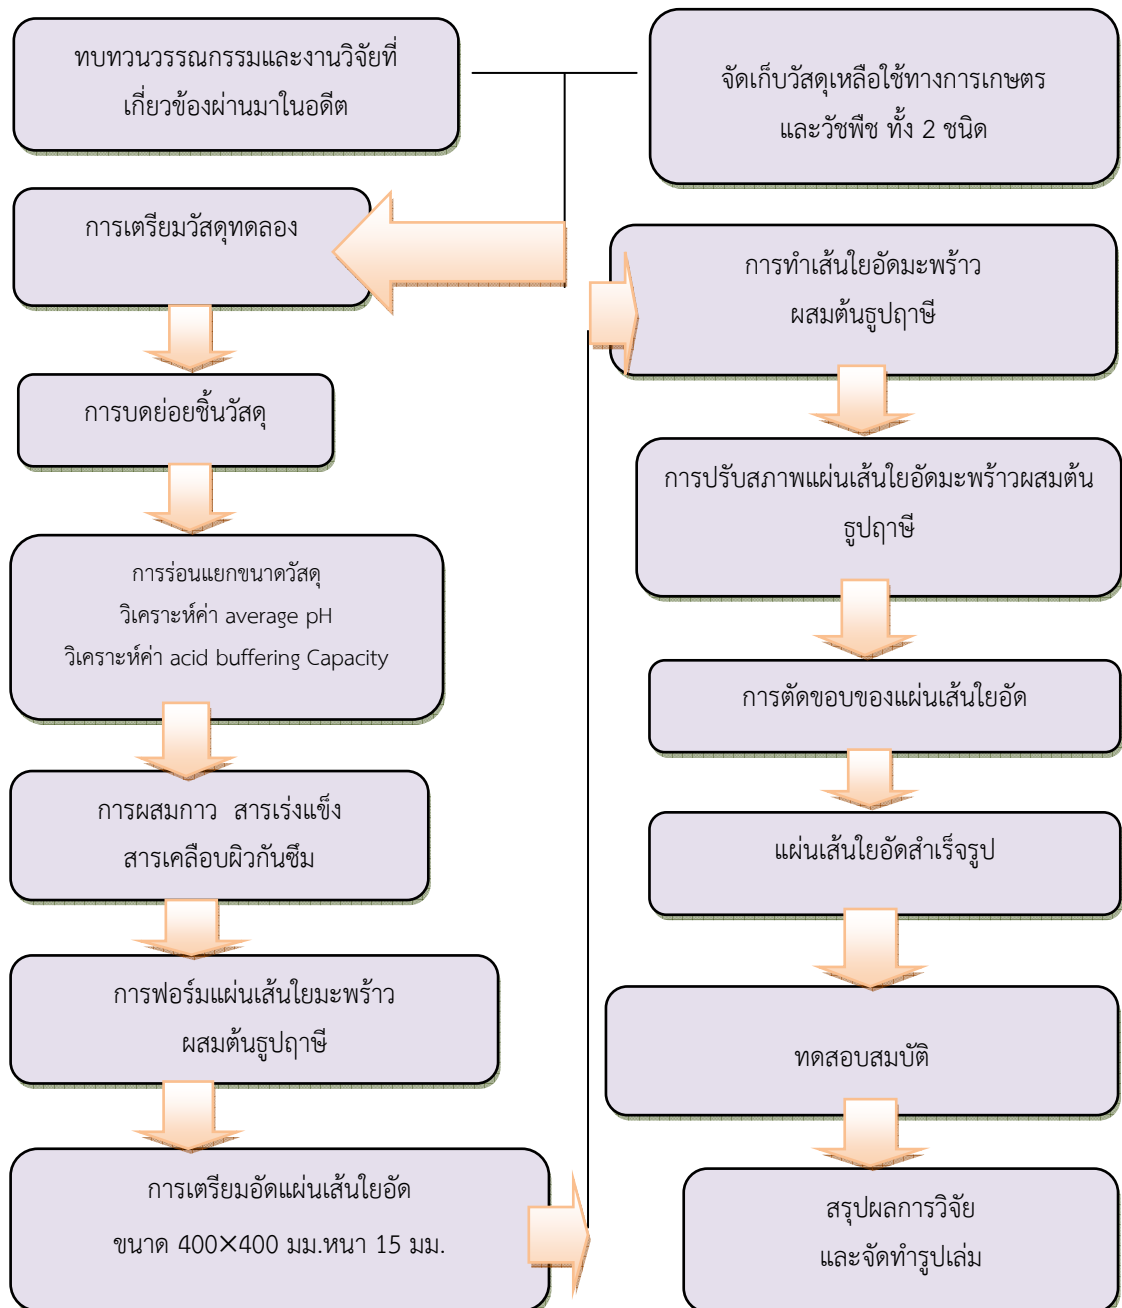 ทบทวนวรรณกรรมและงานวิจัยที่
เกี่ยวข้องผ่านมาในอดีต
จัดเก็บวัสดุเหลือใช้ทางการเกษตร
และวัชพืช ทั้ง 2 ชนิด
การเตรียมวัสดุทดลอง
การบดย่อยชิ้นวัสดุ
การร่อนแยกขนาดวัสดุ
วิเคราะห์ค่า average pH
วิเคราะห์ค่า acid buffering Capacity
การผสมกาว สารเร่งแข็ง
สารเคลือบผิวกันซึม
การฟอร์มแผ่นเส้นใยมะพร้าว
ผสมต้นธูปฤาษี
การเตรียมอัดแผ่นเส้นใยอัด
ขนาด 400×400 มม.หนา 15 มม.
การทำเส้นใยอัดมะพร้าว
ผสมต้นธูปฤาษี
การปรับสภาพแผ่นเส้นใยอัดมะพร้าวผสมต้น
ธูปฤาษี
การตัดขอบของแผ่นเส้นใยอัด
แผ่นเส้นใยอัดสำเร็จรูป
ทดสอบสมบัติ
สรุปผลการวิจัย
และจัดทำรูปเล่ม